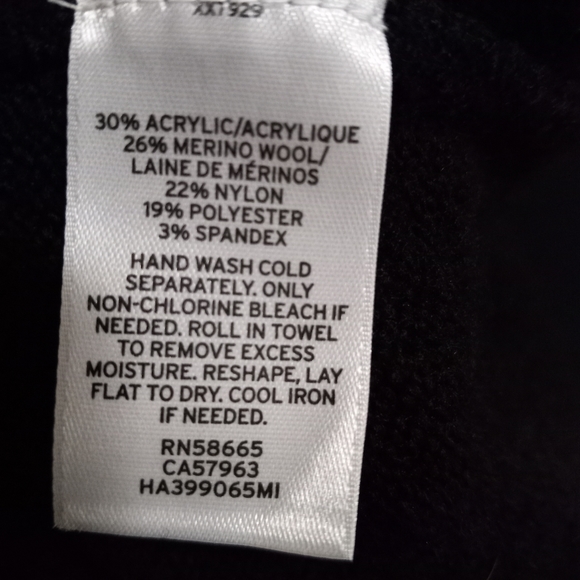 30% ACRYLIC/ACRYLIQUE
26% MERINO WOOL/
LAINE DE MÉRINOS
22% NYLON
19% POLYESTER
3% SPANDEX
HAND WASH COLD
SEPARATELY. ONLY
NON-CHLORINE BLEACH IF
NEEDED. ROLL IN TOWEL
TO REMOVE EXCESS
MOISTURE. RESHAPE, LAY
FLAT TO DRY. COOL IRON
IF NEEDED.
RN58665
CA57963
HA399065MI